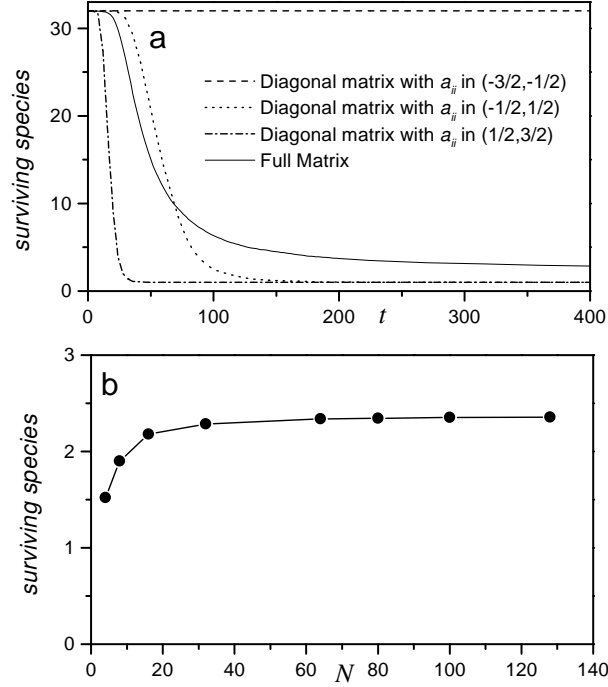 a
30
20
10
0
surviving species
Diagonal matrix with a_ii in (-3/2,-1/2)
Diagonal matrix with a_ii in (-1/2,1/2)
Diagonal matrix with a_ii in (1/2,3/2)
Full Matrix
0 100 200 300 400
t
b
3
2
1
0
surviving species
0 20 40 60 80 100 120 140
N